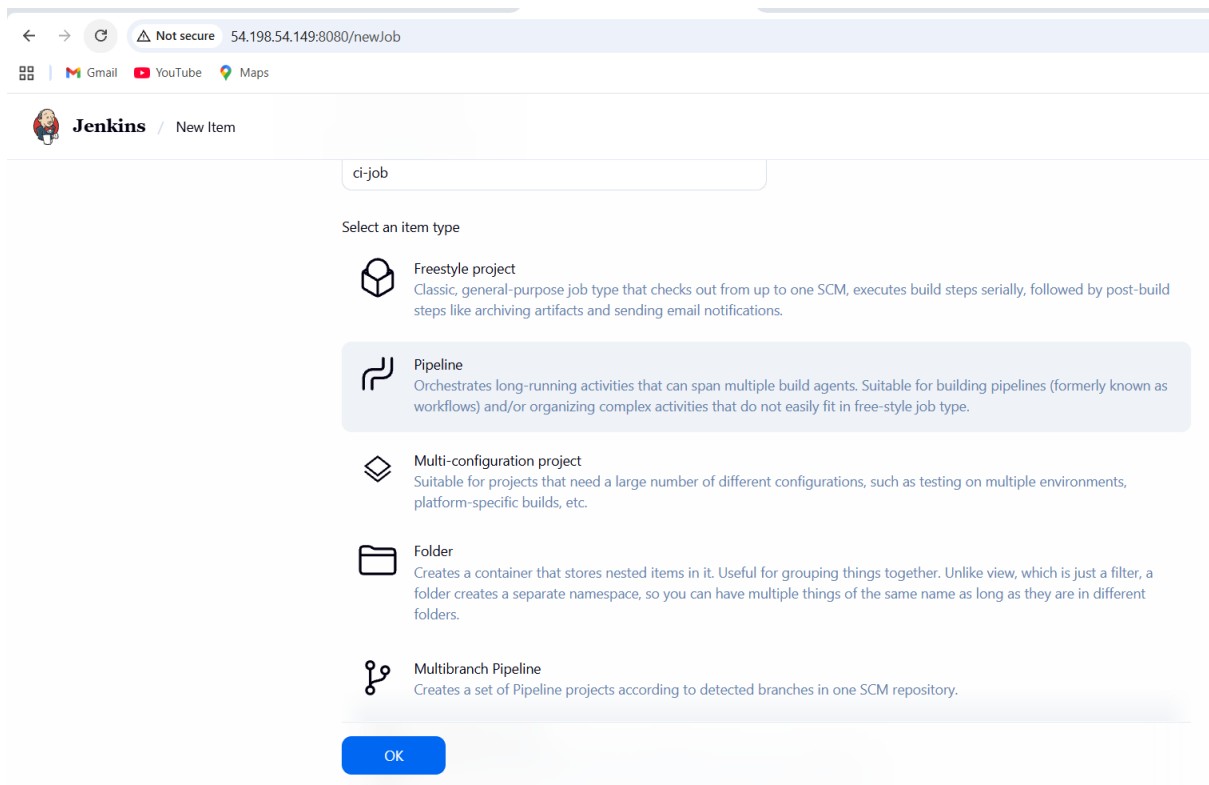 Not secure 54.198.54.149:8080/newJob
Gmail YouTube Maps
Jenkins / New Item
ci-job
Select an item type
Freestyle project
Classic, general-purpose job type that checks out from up to one SCM, executes build steps serially, followed by post-build
steps like archiving artifacts and sending email notifications.
Pipeline
Orchestrates long-running activities that can span multiple build agents. Suitable for building pipelines (formerly known as
workflows) and/or organizing complex activities that do not easily fit in free-style job type.
Multi-configuration project
Suitable for projects that need a large number of different configurations, such as testing on multiple environments,
platform-specific builds, etc.
Folder
Creates a container that stores nested items in it. Useful for grouping things together. Unlike view, which is just a filter, a
folder creates a separate namespace, so you can have multiple things of the same name as long as they are in different
folders.
Multibranch Pipeline
Creates a set of Pipeline projects according to detected branches in one SCM repository.
OK